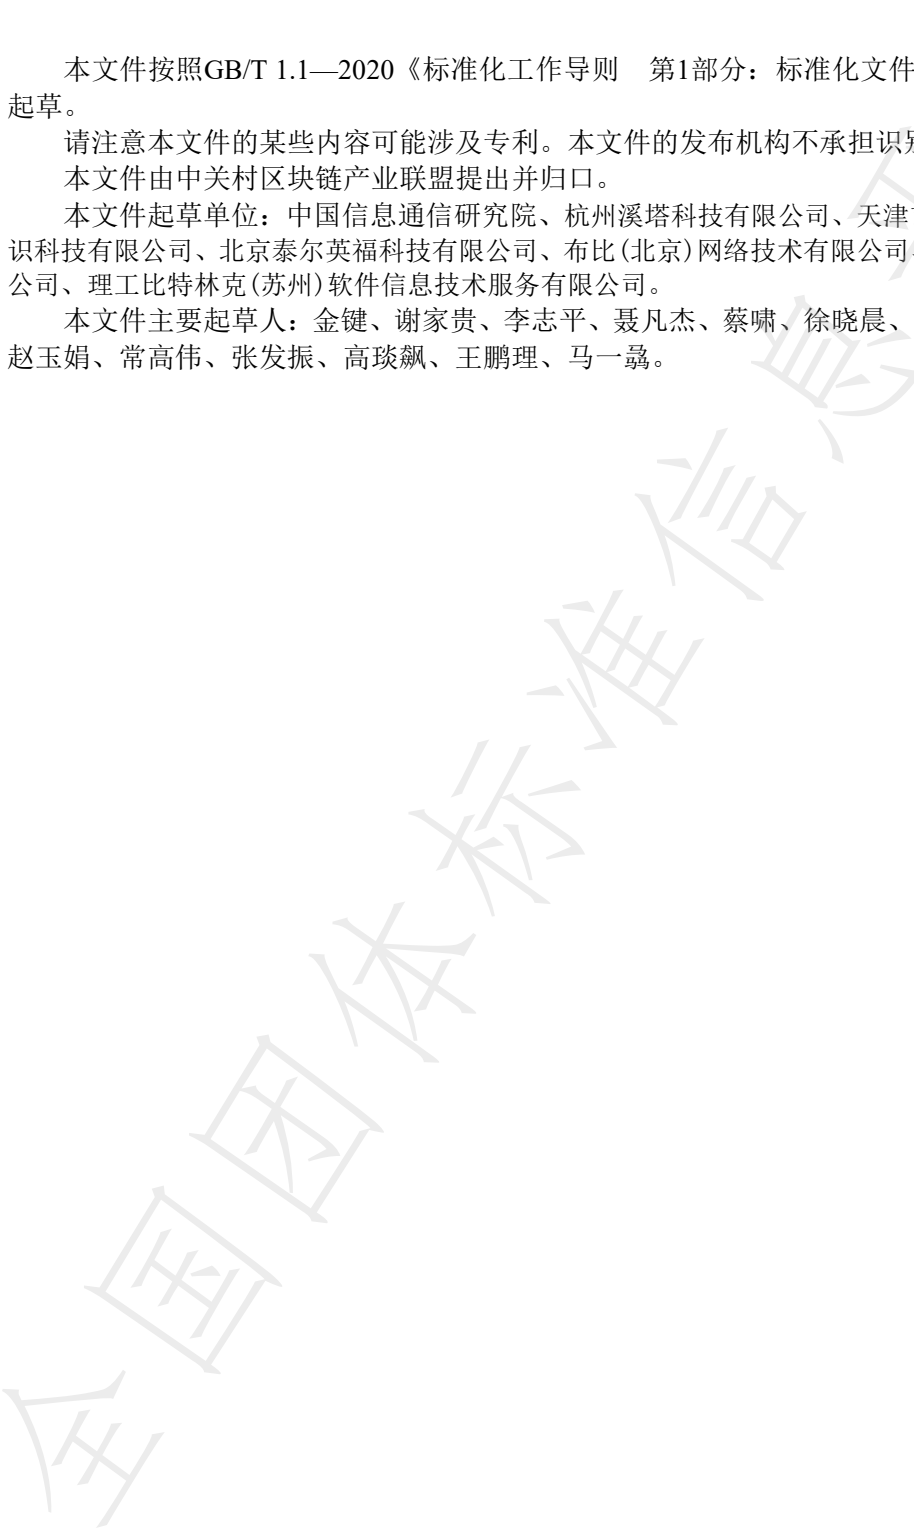 本文件按照GB/T 1.1—2020《标准化工作导则　第1部分：标准化文件
起草。
请注意本文件的某些内容可能涉及专利。本文件的发布机构不承担识
本文件由中关村区块链产业联盟提出并归口。
本文件起草单位：中国信息通信研究院、杭州溪塔科技有限公司、天津
识科技有限公司、北京泰尔英福科技有限公司、布比(北京)网络技术有限公司
公司、理工比特林克(苏州)软件信息技术服务有限公司。
本文件主要起草人：金键、谢家贵、李志平、聂凡杰、蔡啸、徐晓晨、
赵玉娟、常高伟、张发振、高琰飙、王鹏理、马一骉。
全国团体标准信息